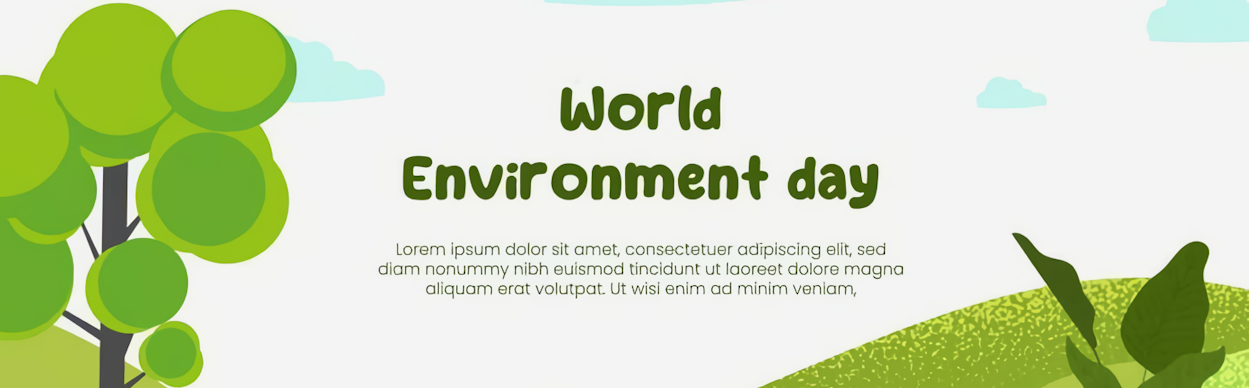 World
Environment day
Lorem ipsum dolor sit amet, consectetuer adipiscing elit, sed
diam nonummy nibh euismod tincidunt ut laoreet dolore magna
aliquam erat volutpat. Ut wisi enim ad minim veniam,